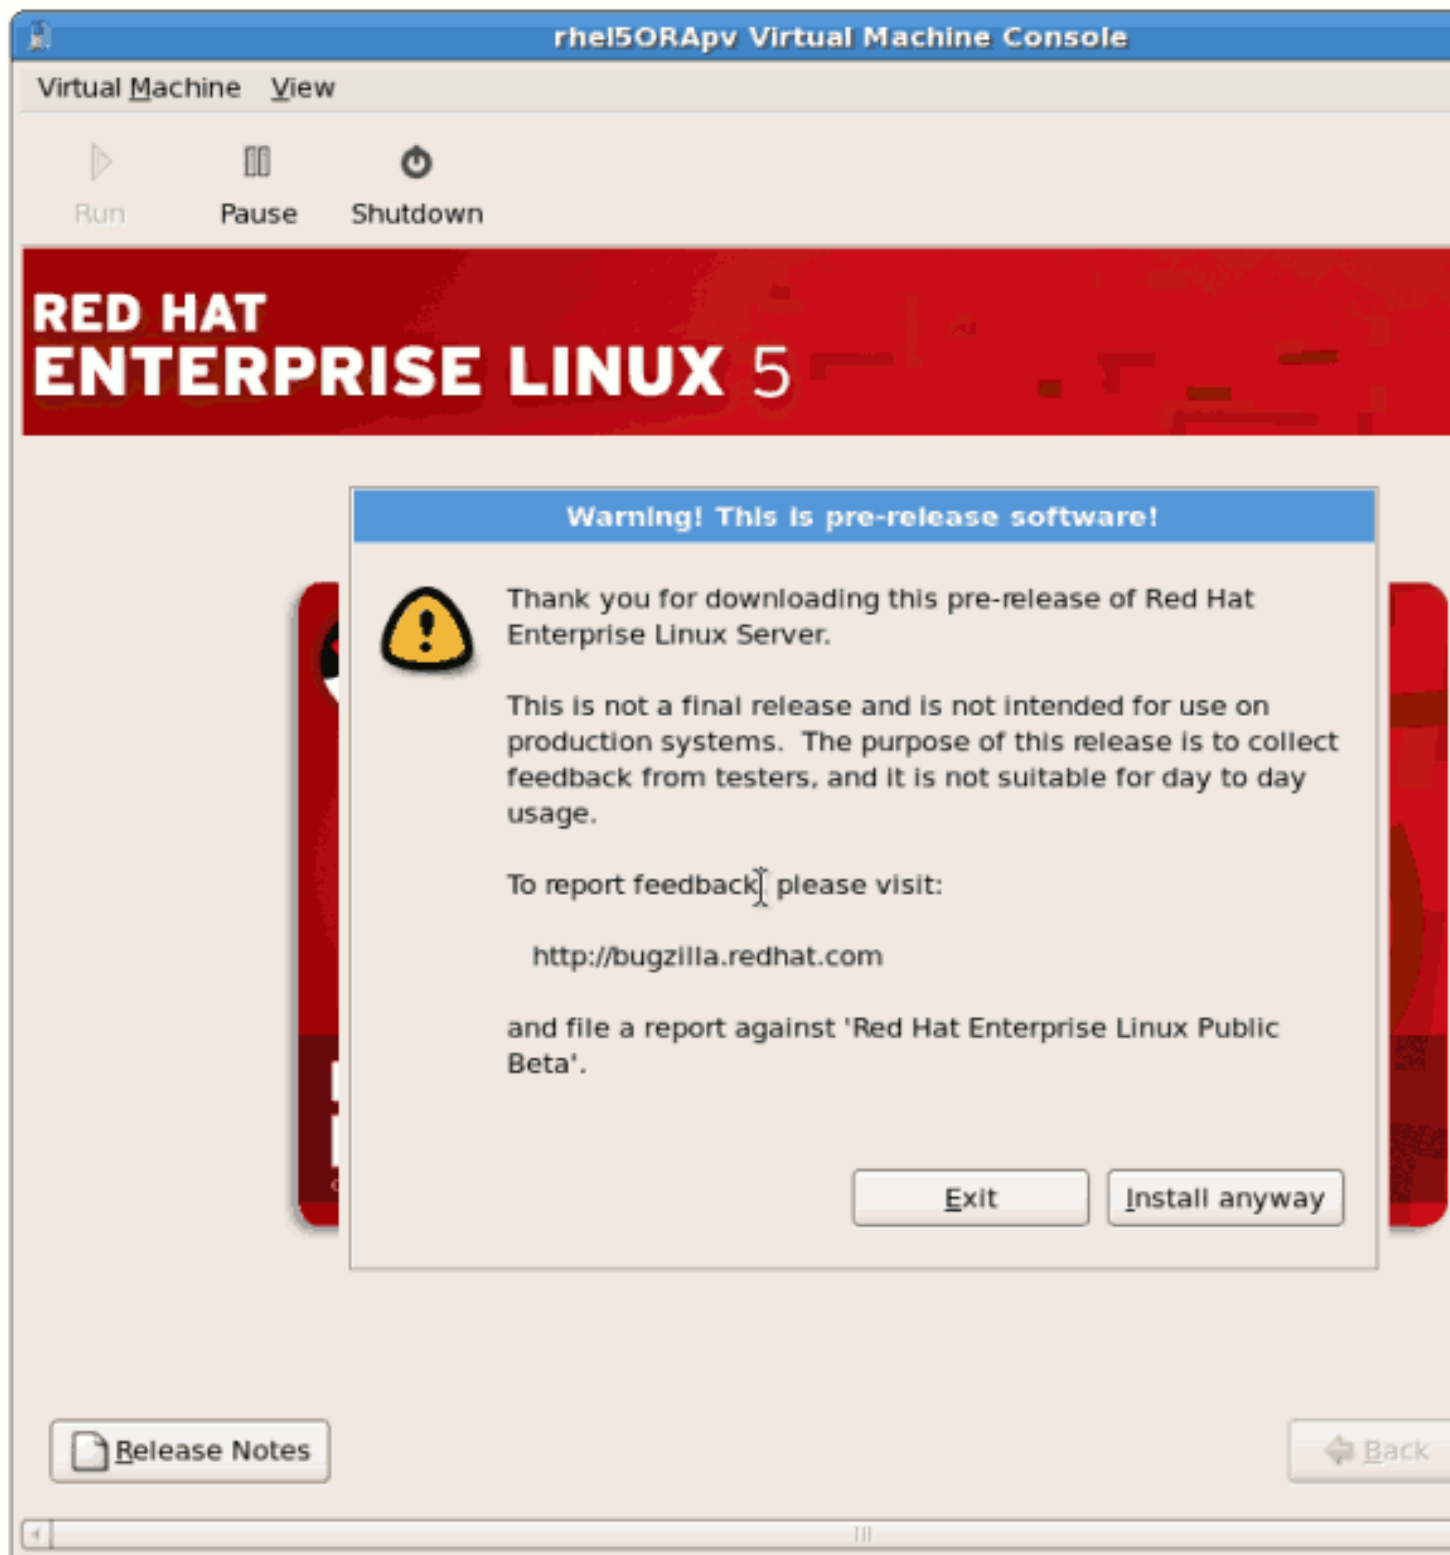 rhel5ORApv Virtual Machine Console
Virtual Machine View
Run Pause Shutdown
RED HAT
ENTERPRISE LINUX 5
Warning! This is pre-release software!
Thank you for downloading this pre-release of Red Hat
Enterprise Linux Server.
This is not a final release and is not intended for use on
production systems.  The purpose of this release is to collect
feedback from testers, and it is not suitable for day to day
usage.
To report feedback, please visit:
http://bugzilla.redhat.com
and file a report against 'Red Hat Enterprise Linux Public
Beta'.
Exit Install anyway
Release Notes Back